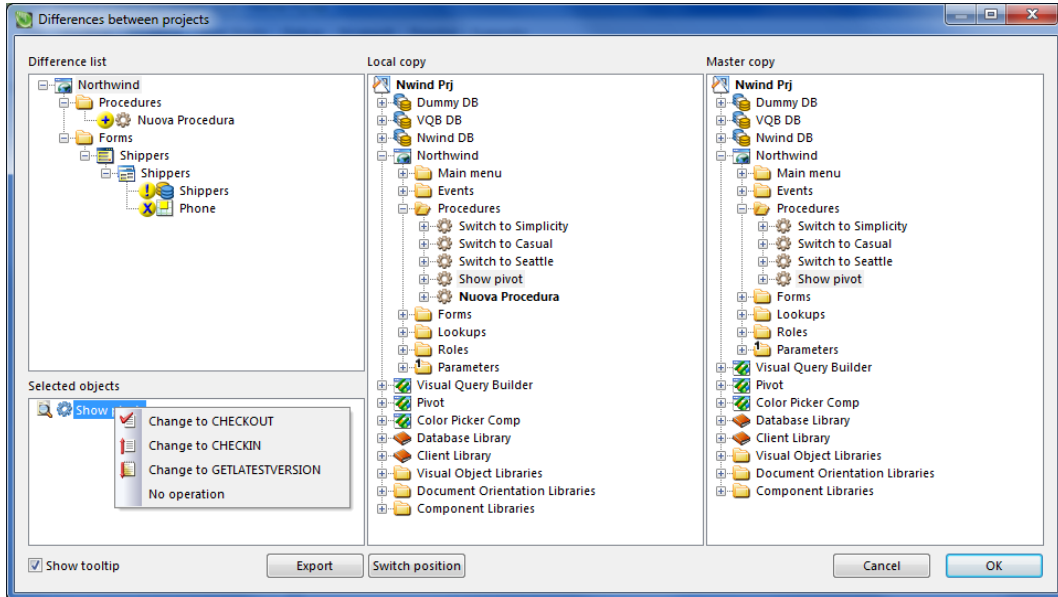 Differences between projects
Difference list
Northwind
Procedures
Nuova Procedura
Forms
Shippers
Shippers
Shippers
Phone
Selected objects
Show
Change to CHECKOUT
Change to CHECKIN
Change to GETLATESTVERSION
No operation
Local copy
Nwind Prj
Dummy DB
VQB DB
Nwind DB
Northwind
Main menu
Events
Procedures
Switch to Simplicity
Switch to Casual
Switch to Seattle
Show pivot
Nuova Procedura
Forms
Lookups
Roles
Parameters
Visual Query Builder
Pivot
Color Picker Comp
Database Library
Client Library
Visual Object Libraries
Document Orientation Libraries
Component Libraries
Master copy
Nwind Prj
Dummy DB
VQB DB
Nwind DB
Northwind
Main menu
Events
Procedures
Switch to Simplicity
Switch to Casual
Switch to Seattle
Show pivot
Forms
Lookups
Roles
Parameters
Visual Query Builder
Pivot
Color Picker Comp
Database Library
Client Library
Visual Object Libraries
Document Orientation Libraries
Component Libraries
Show tooltip
Export
Switch position
Cancel
OK